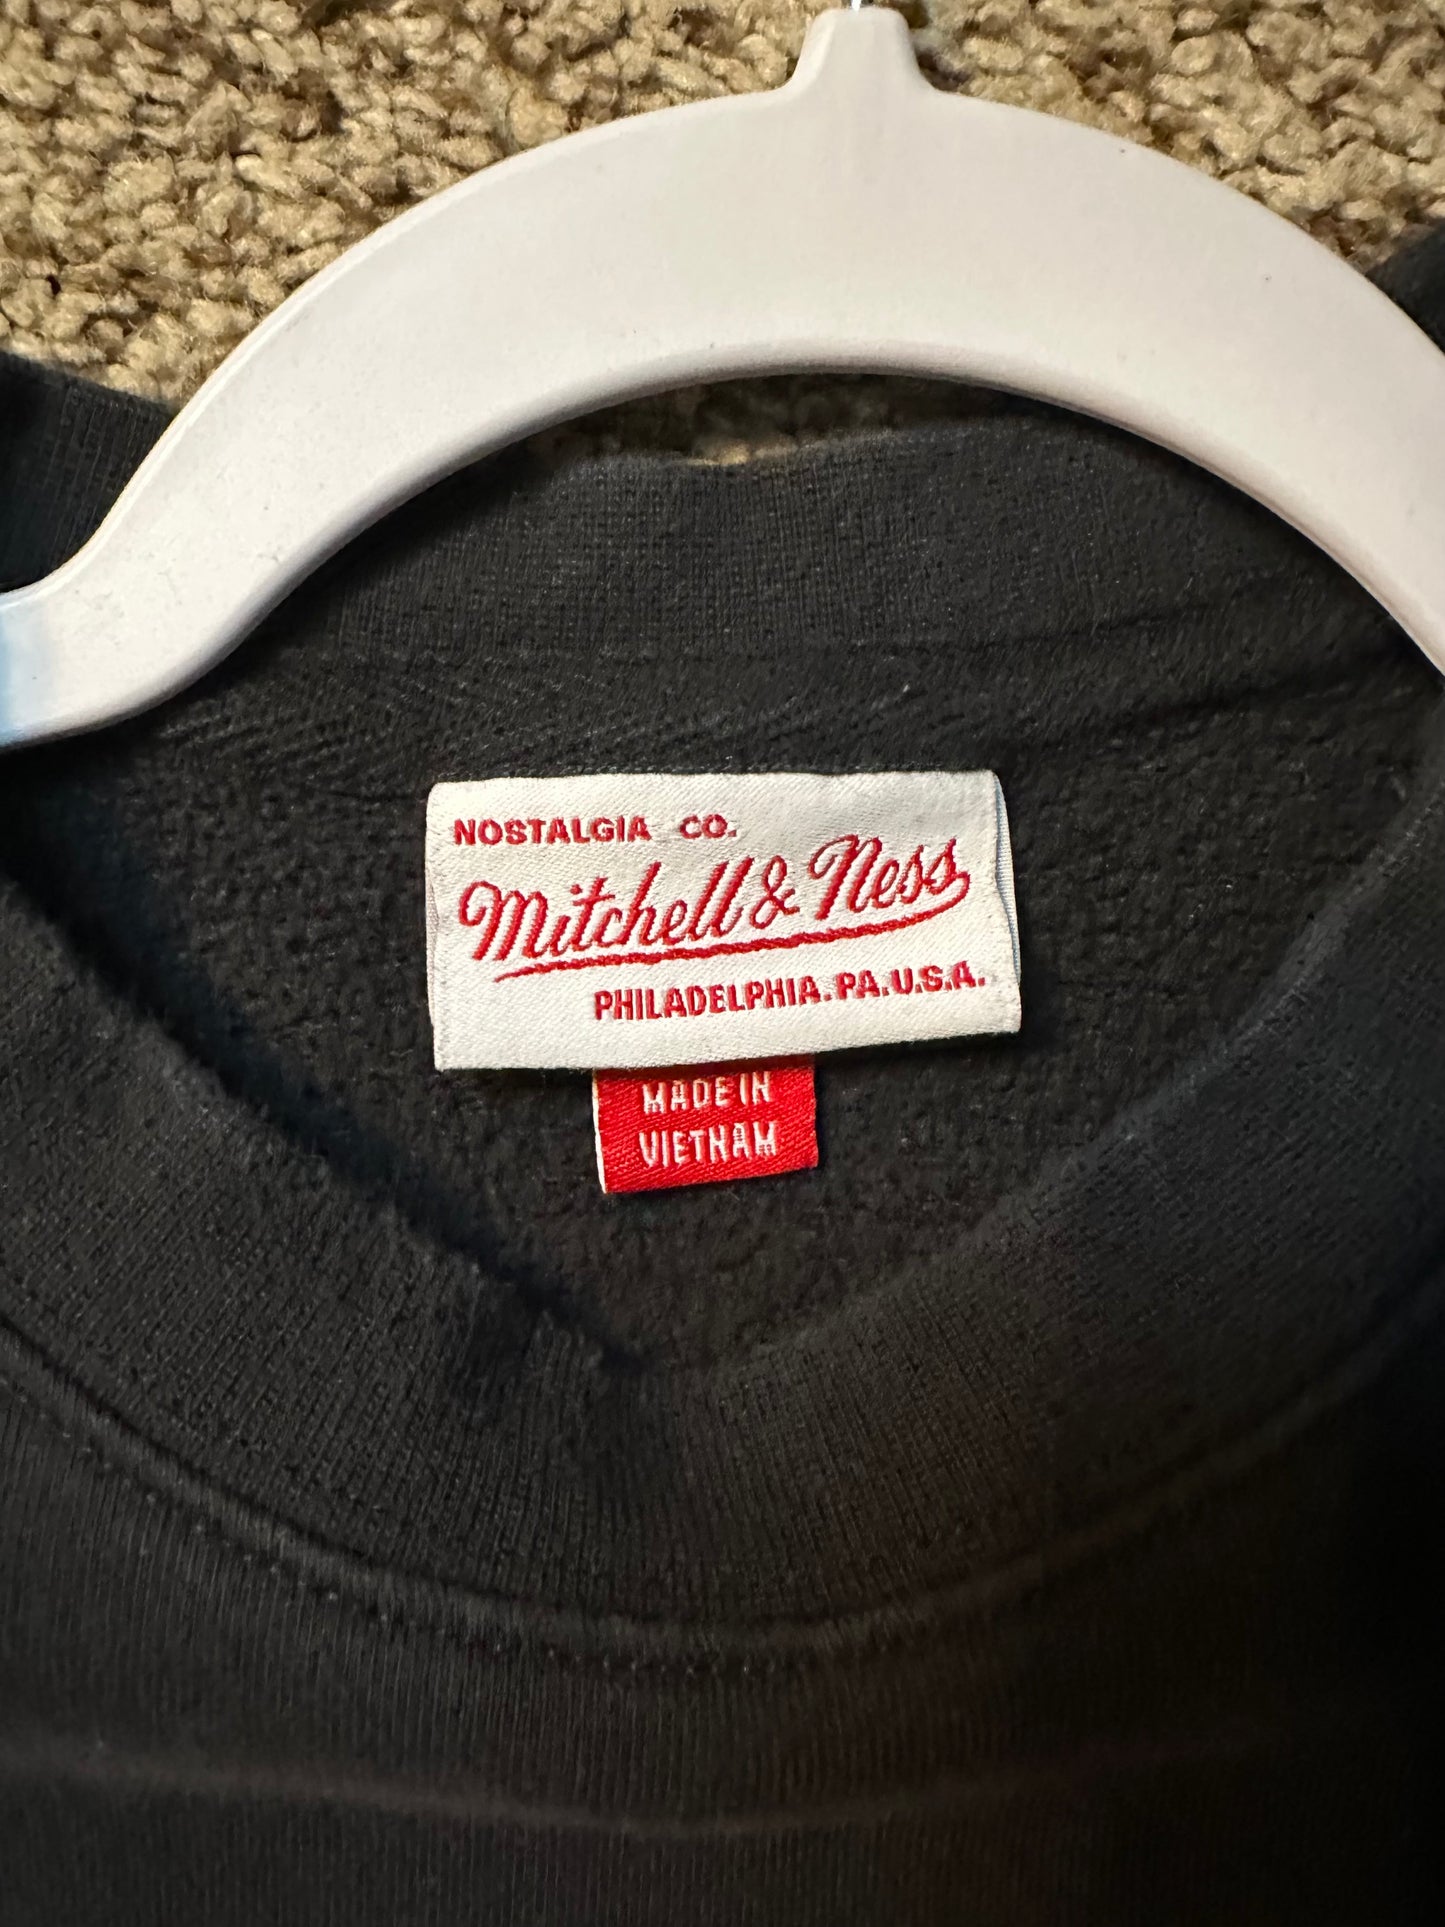 NOSTALGIA CO.
Mitchell & Ness
PHILADELPHIA. PA. U.S.A.
MADE IN
VIETNAM